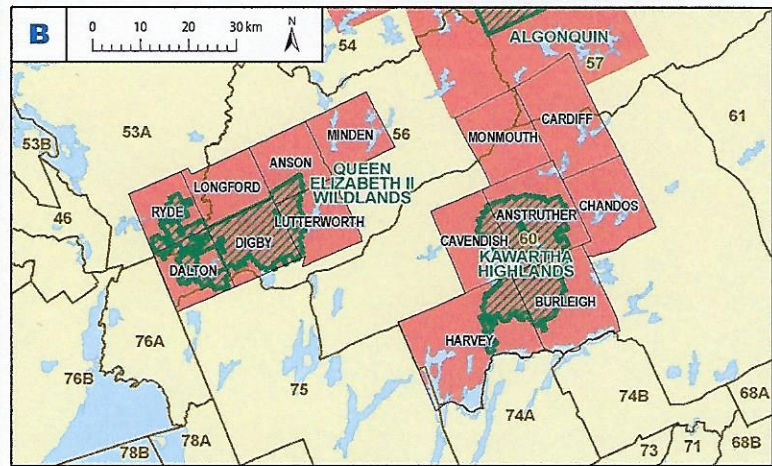 B
0 10 20 30 km
N
54
ALGONQUIN
57
53A
MINDEN
56
CARDIFF
61
53B
MONMOUTH
ANSON
QUEEN
ELIZABETH II
WILDLANDS
LONGFORD
46
RYDE
CHANDOS
ANSTRUTHER
LUTTERWORTH
DIGBY
CAVENDISH
60
KAWARTHA
HIGHLANDS
DALTON
BURLEIGH
76A
HARVEY
76B
75
74A
74B
68A
78A
78B
73
71
68B